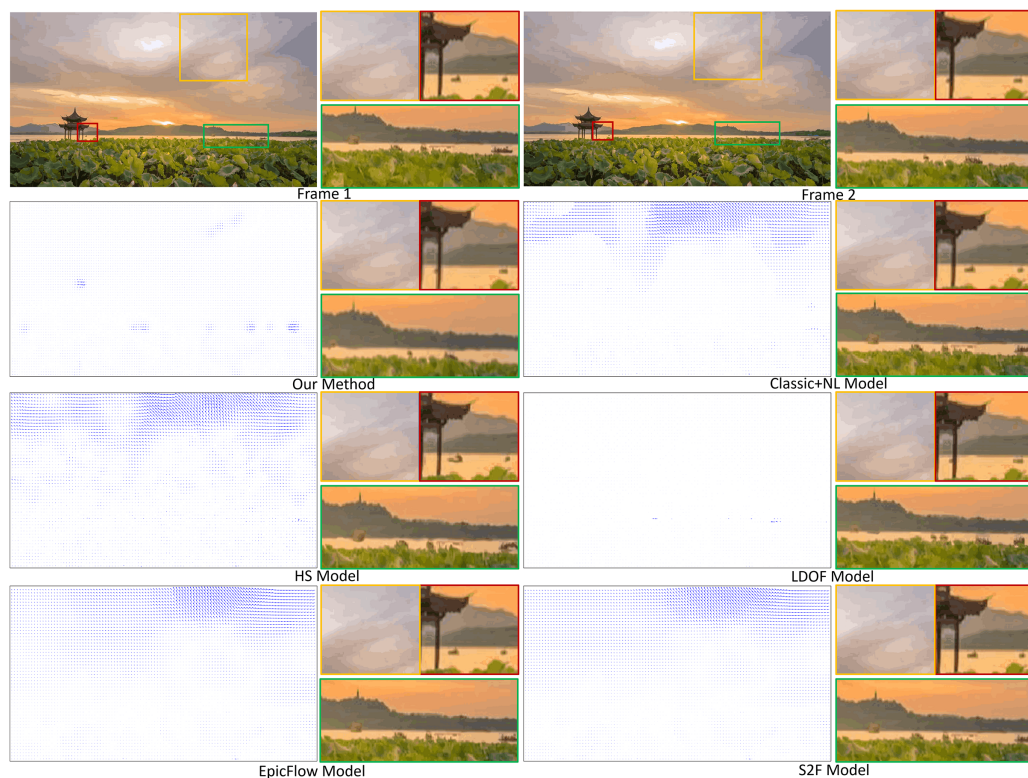 Frame 1
Frame 2
Our Method
Classic+NL Model
HS Model
LDOF Model
EpicFlow Model
S2F Model